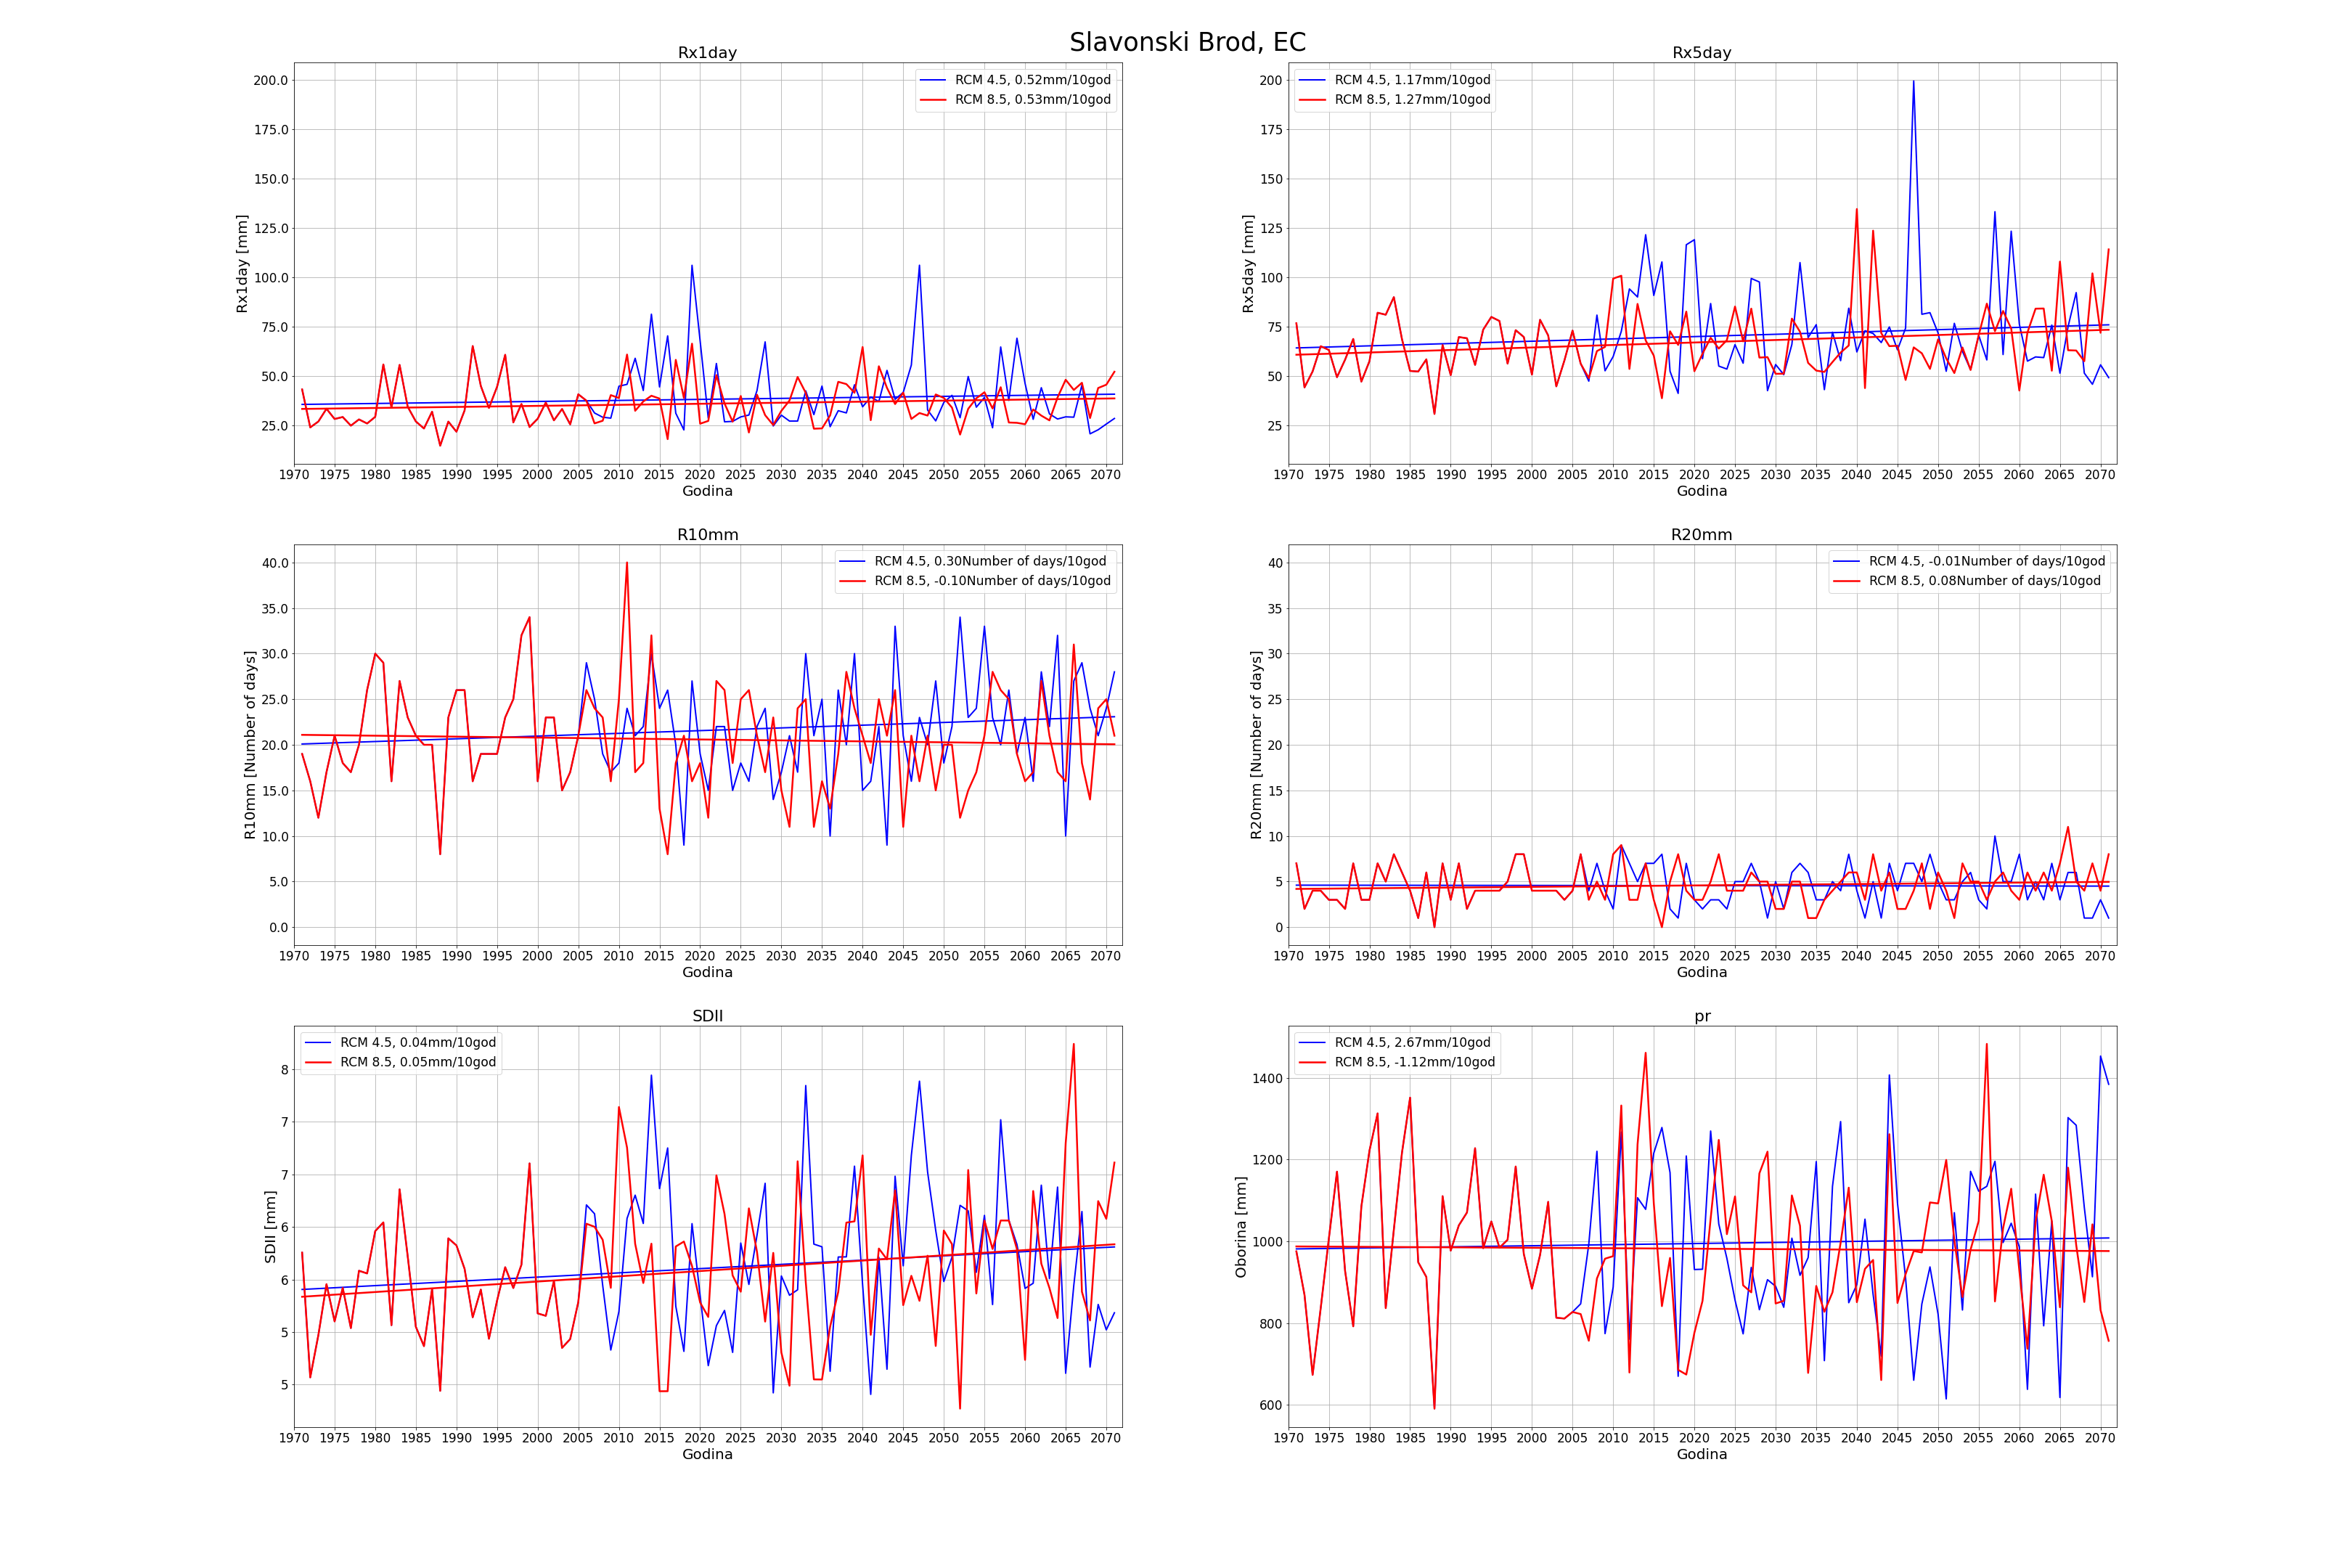 Slavonski Brod, EC
Rx1day
RCM 4.5, 0.52mm/10god
RCM 8.5, 0.53mm/10god
200.0
175.0
150.0
125.0
100.0
75.0
50.0
25.0
Rx1day [mm]
1970 1975 1980 1985 1990 1995 2000 2005 2010 2015 2020 2025 2030 2035 2040 2045 2050 2055 2060 2065 2070
Godina
Rx5day
RCM 4.5, 1.17mm/10god
RCM 8.5, 1.27mm/10god
200
175
150
125
100
75
50
25
Rx5day [mm]
1970 1975 1980 1985 1990 1995 2000 2005 2010 2015 2020 2025 2030 2035 2040 2045 2050 2055 2060 2065 2070
Godina
R10mm
RCM 4.5, 0.30Number of days/10god
RCM 8.5, -0.10Number of days/10god
40.0
35.0
30.0
25.0
20.0
15.0
10.0
5.0
0.0
R10mm [Number of days]
1970 1975 1980 1985 1990 1995 2000 2005 2010 2015 2020 2025 2030 2035 2040 2045 2050 2055 2060 2065 2070
Godina
R20mm
RCM 4.5, -0.01Number of days/10god
RCM 8.5, 0.08Number of days/10god
40
35
30
25
20
15
10
5
0
R20mm [Number of days]
1970 1975 1980 1985 1990 1995 2000 2005 2010 2015 2020 2025 2030 2035 2040 2045 2050 2055 2060 2065 2070
Godina
SDII
RCM 4.5, 0.04mm/10god
RCM 8.5, 0.05mm/10god
8
7
7
6
6
5
5
SDII [mm]
1970 1975 1980 1985 1990 1995 2000 2005 2010 2015 2020 2025 2030 2035 2040 2045 2050 2055 2060 2065 2070
Godina
pr
RCM 4.5, 2.67mm/10god
RCM 8.5, -1.12mm/10god
1400
1200
1000
800
600
Oborina [mm]
1970 1975 1980 1985 1990 1995 2000 2005 2010 2015 2020 2025 2030 2035 2040 2045 2050 2055 2060 2065 2070
Godina